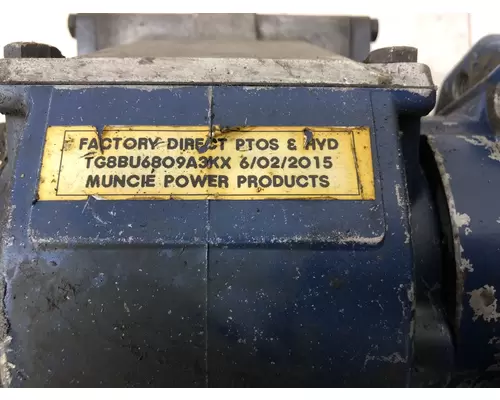 FACTORY DIRECT PTOS & HYD
TG8BU6809A3KX 6/02/2015
MUNCIE POWER PRODUCTS